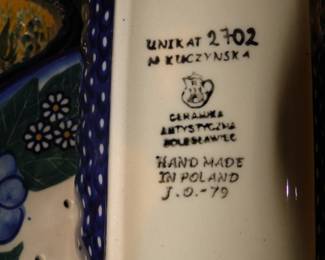 UNIKAT 2702
M KUCZYNSKA
CERAMIKA
ARTYSTYCZNA
BOLESŁAWIEC
HAND MADE
IN POLAND
J.O.-79